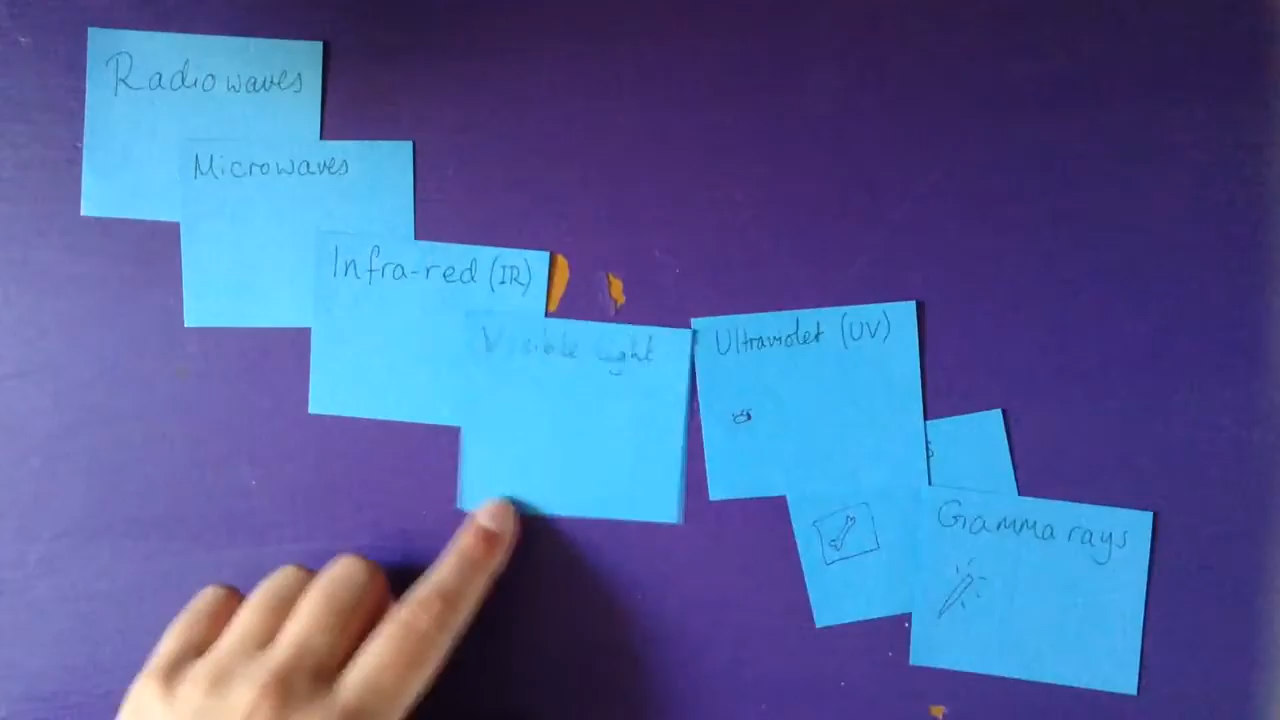 Radiowaves
Microwaves
Infra-red (IR)
Visible light
Ultraviolet (UV)
Gamma rays